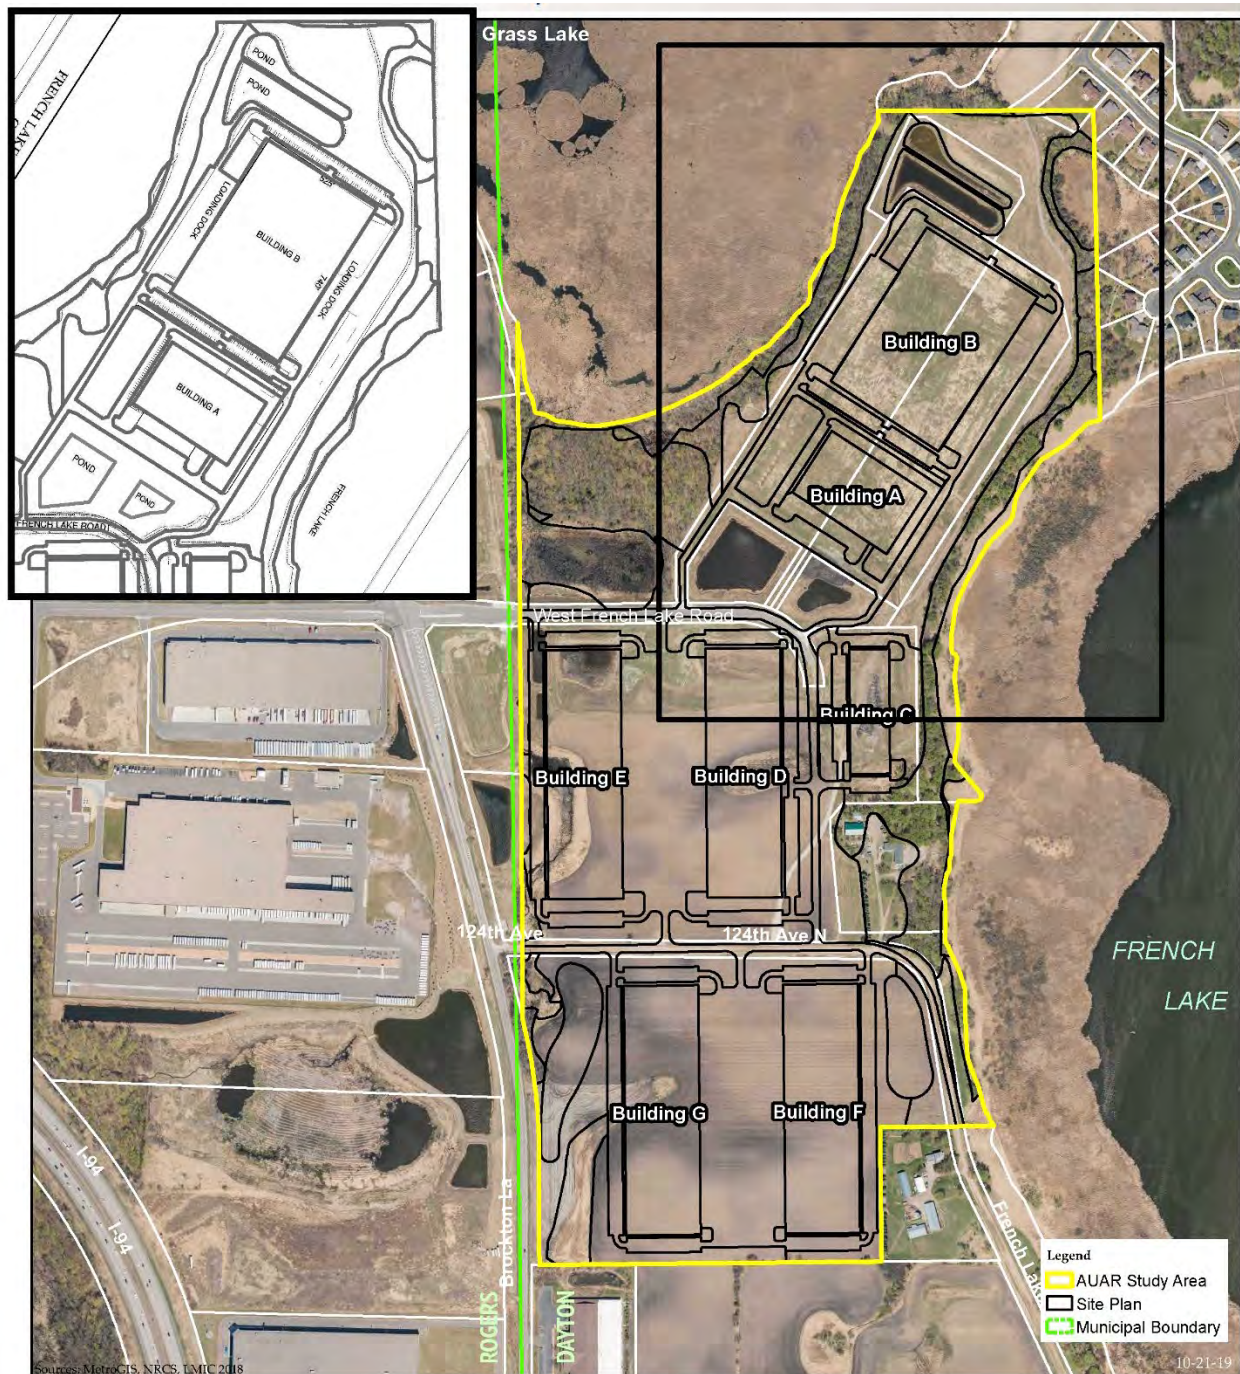 Grass Lake
FRENCH LAKE
POND
POND
LOADING DOCK
525
BUILDING B
740'
LOADING DOCK
BUILDING A
POND
POND
FRENCH LAKE ROAD
FRENCH LAKE
Building B
Building A
West French Lake Road
Building C
Building E
Building D
124th Ave
124th Ave N
FRENCH
LAKE
Building G
Building F
I-94
I-94
Brockton La
French Lake
ROGERS
DAYTON
Legend
AUAR Study Area
Site Plan
Municipal Boundary
Sources: MetroGIS, NRCS, LMIC 2018
10-21-19